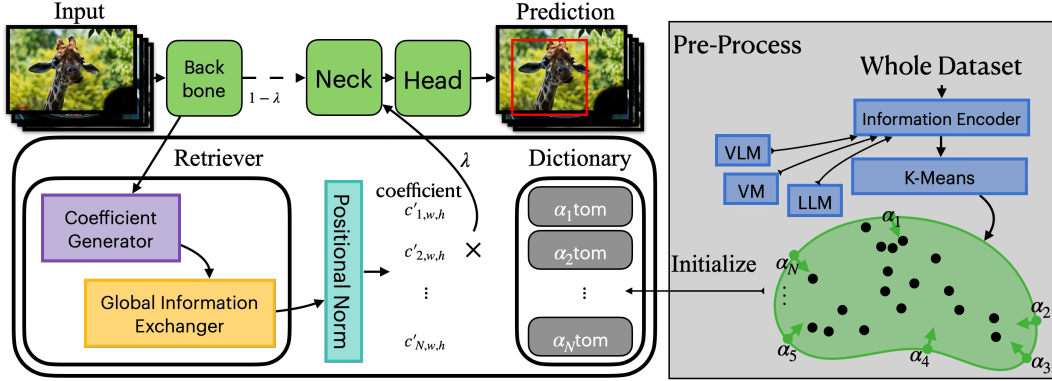 Input
Prediction
Back
bone
1 − λ
Neck
Head
Retriever
λ
Dictionary
Coefficient
Generator
Global Information
Exchanger
Positional Norm
coefficient
c'₁,w,h
c'₂,w,h
⋮
c'N,w,h
α₁tom
α₂tom
⋮
αNtom
Initialize
Pre-Process
Whole Dataset
Information Encoder
VLM
VM
LLM
K-Means
α₁
αN
⋮
α₂
α₅
α₄
α₃